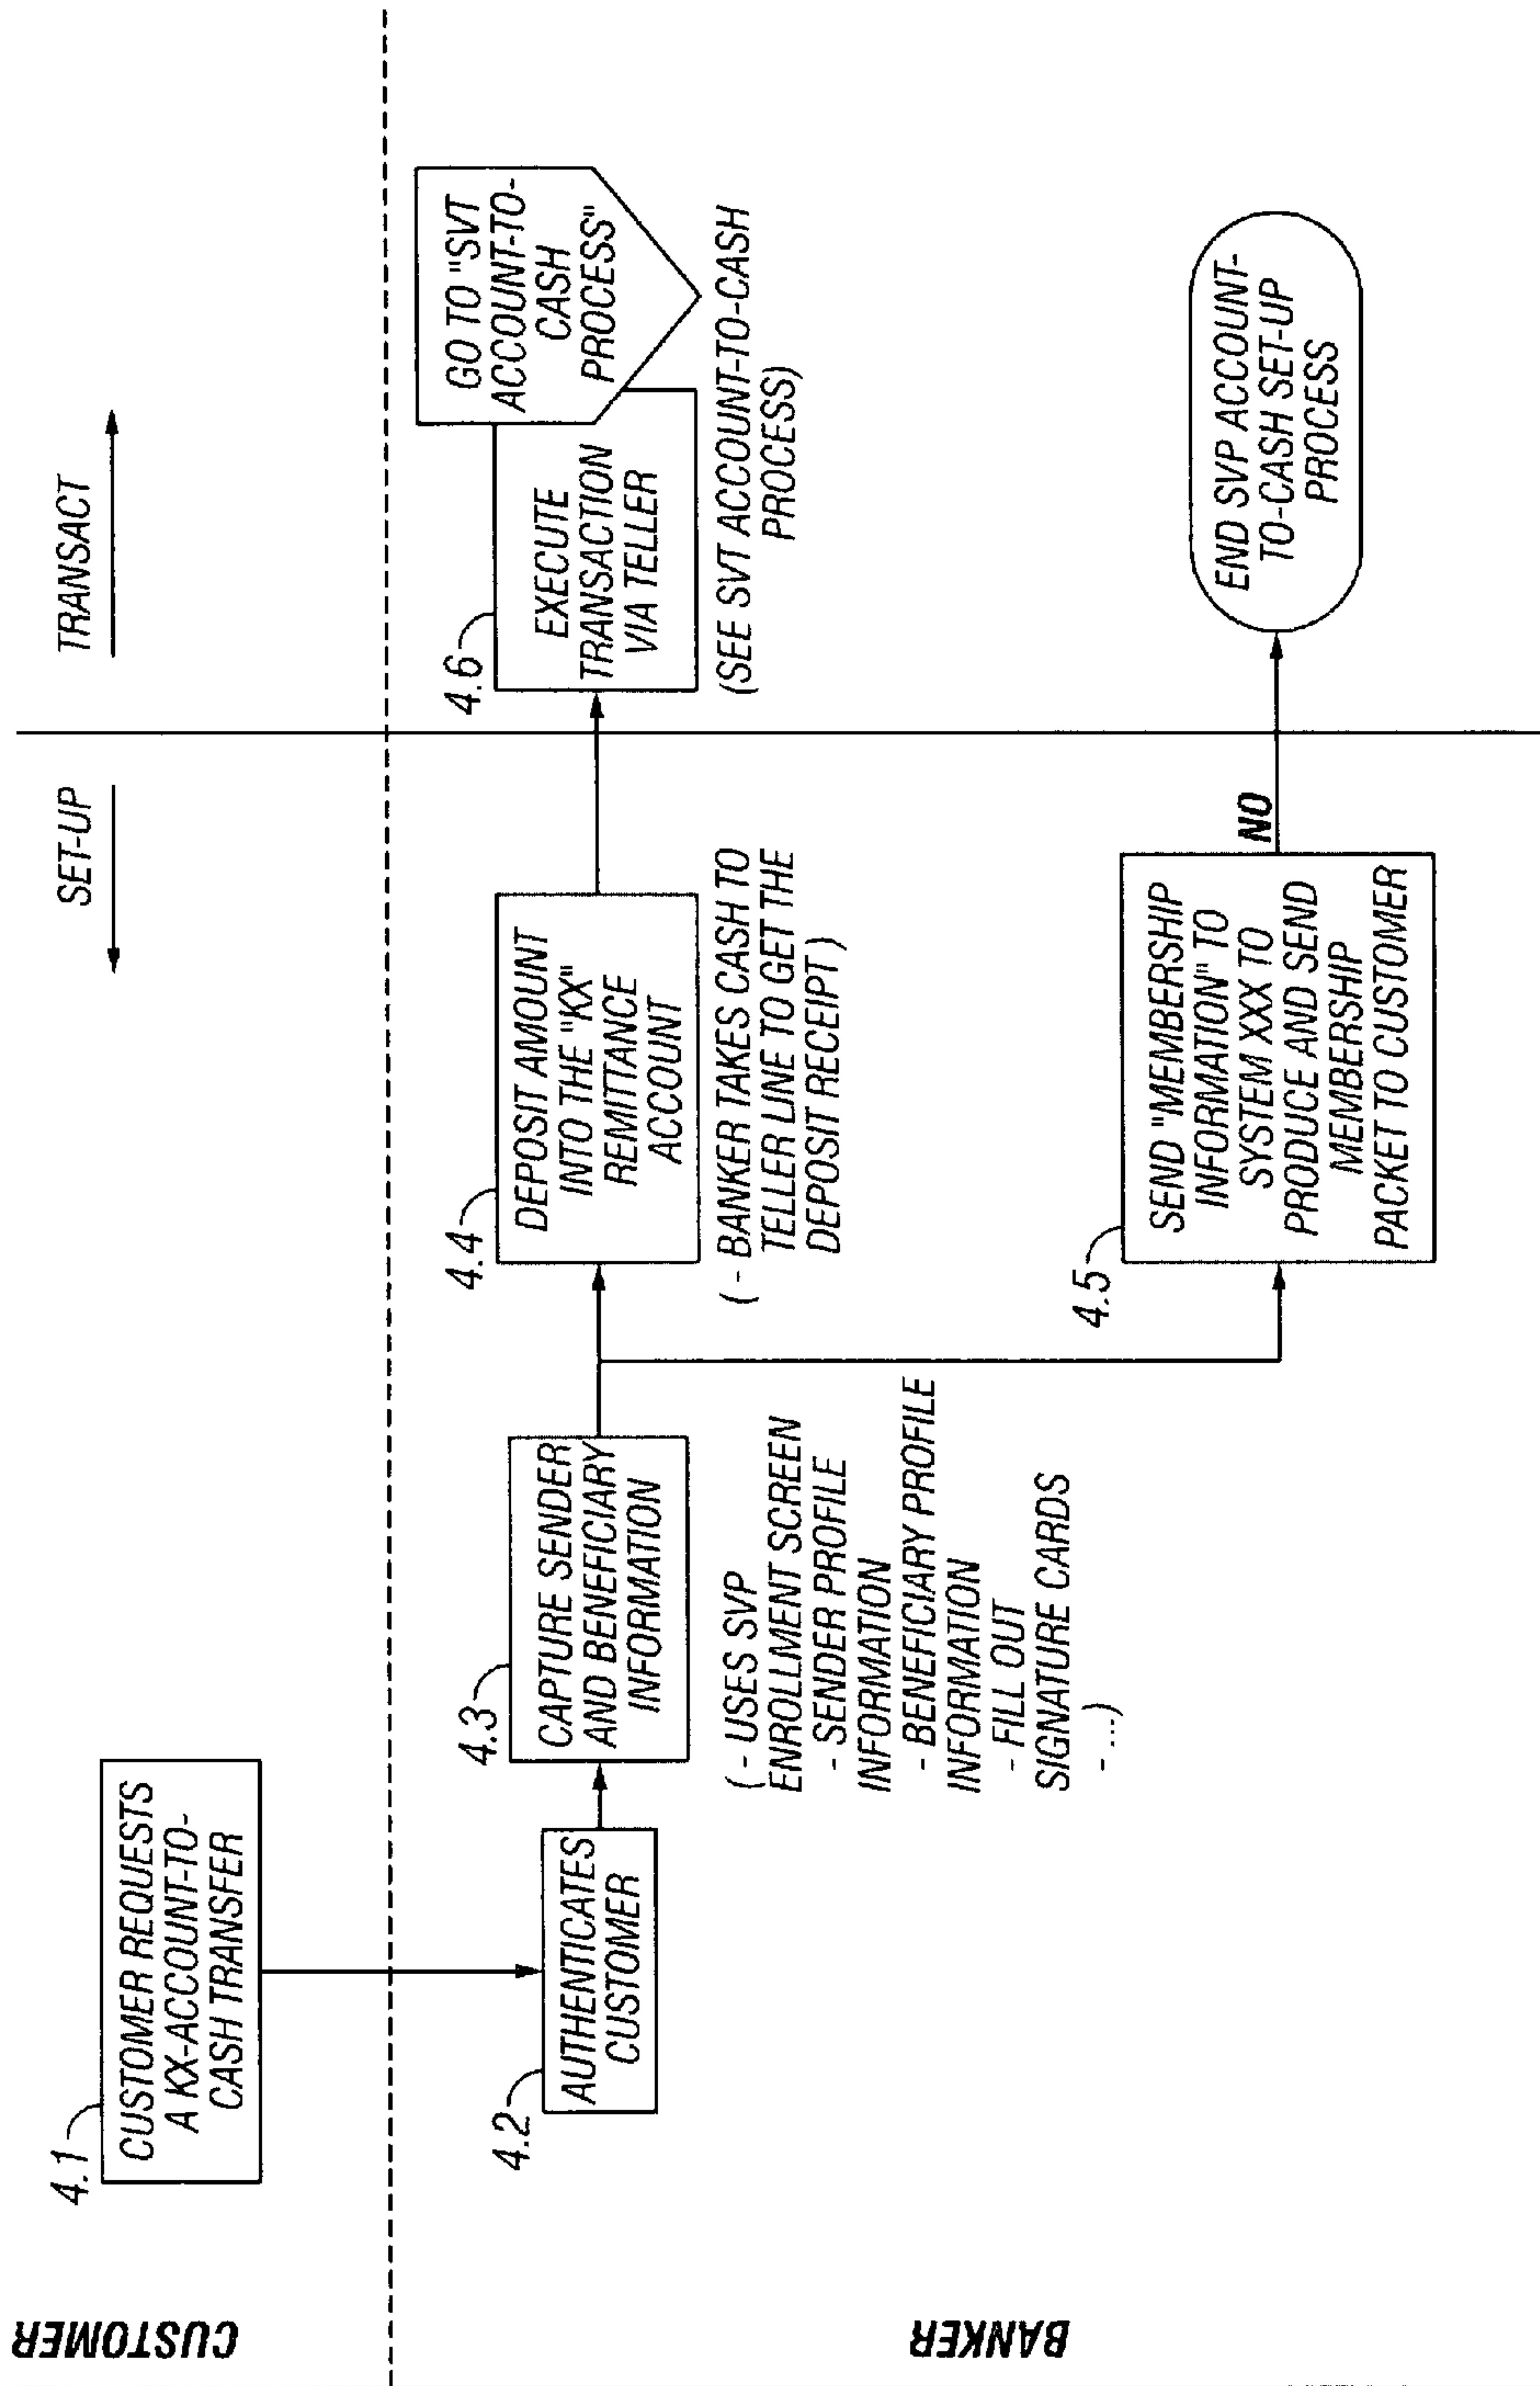 SET-UP
TRANSACT
CUSTOMER
4.1
CUSTOMER REQUESTS
A KX-ACCOUNT-TO-
CASH TRANSFER
BANKER
4.2
AUTHENTICATES
CUSTOMER
4.3
CAPTURE SENDER
AND BENEFICIARY
INFORMATION
( - USES SVP
ENROLLMENT SCREEN
- SENDER PROFILE
INFORMATION
- BENEFICIARY PROFILE
INFORMATION
- FILL OUT
SIGNATURE CARDS
- ...)
4.4
DEPOSIT AMOUNT
INTO THE "KX"
REMITTANCE
ACCOUNT
( - BANKER TAKES CASH TO
TELLER LINE TO GET THE
DEPOSIT RECEIPT )
4.6
EXECUTE
TRANSACTION
VIA TELLER
GO TO "SVT
ACCOUNT-TO-
CASH
PROCESS"
(SEE SVT ACCOUNT-TO-CASH
PROCESS)
4.5
SEND "MEMBERSHIP
INFORMATION" TO
SYSTEM XXX TO
PRODUCE AND SEND
MEMBERSHIP
PACKET TO CUSTOMER
NO
END SVP ACCOUNT-
TO-CASH SET-UP
PROCESS